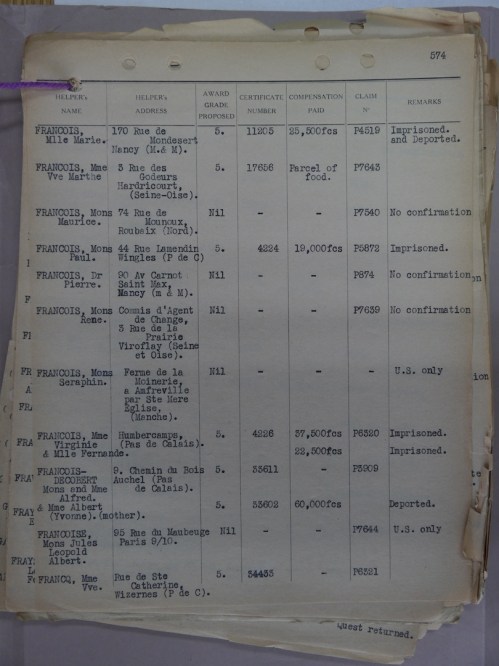 574
HELPER's NAME HELPER's ADDRESS AWARD GRADE PROPOSED CERTIFICATE NUMBER COMPENSATION PAID CLAIM N° REMARKS
FRANCOIS, 170 Rue de 5. 11205 25,500fcs P4519 Imprisoned.
Mlle Marie. Mondesert and Deported.
Nancy (M.& M).
FRANCOIS, Mme 3 Rue des 5. 17656 Parcel of P7643
Vve Marthe Godeurs food.
Hardricourt,
(Seine-Oise).
FRANCOIS, Mons 74 Rue de Nil - - P7540 No confirmation
Maurice. Mounoux,
Roubaix (Nord).
FRANCOIS, Mons 44 Rue Lamendin 5. 4224 19,000fcs P5872 Imprisoned.
Paul. Wingles (P de C)
FRANCOIS, Dr 90 Av Carnot Nil - - P874 No confirmation
Pierre. Saint Max,
Nancy (m & M).
FRANCOIS, Mons Commis d'Agent Nil - - P7639 No confirmation
Rene. de Change,
3 Rue de la
Prairie
Viroflay (Seine
et Oise).
FRANCOIS, Mons Ferme de la Nil - - - U.S. only
Seraphin. Moinerie,
a Amfreville
par Ste Mere
Eglise.
(Manche).
FRANCOIS, Mme Humbercamps, 5. 4226 37,500fcs P6320 Imprisoned.
Virginie (Pas de Calais).
& Mlle Fernande. 22,500fcs Imprisoned.
FRANCOIS- 9. Chemin du Bois 5. 33611 - P3909
DECOBERT Auchel (Pas
Mons and Mme de Calais).
Alfred.
& Mme Albert 5. 33602 60,000fcs Deported.
(Yvonne).(mother).
FRANCOISE, 95 Rue du Maubeuge Nil - - P7644 U.S. only
Mons Jules Paris 9/10.
Leopold
Albert.
FRANCQ, Mme Rue de Ste 5. 34433 - P6321
Vve. Catherine,
Wizernes (P de C).
quest returned.